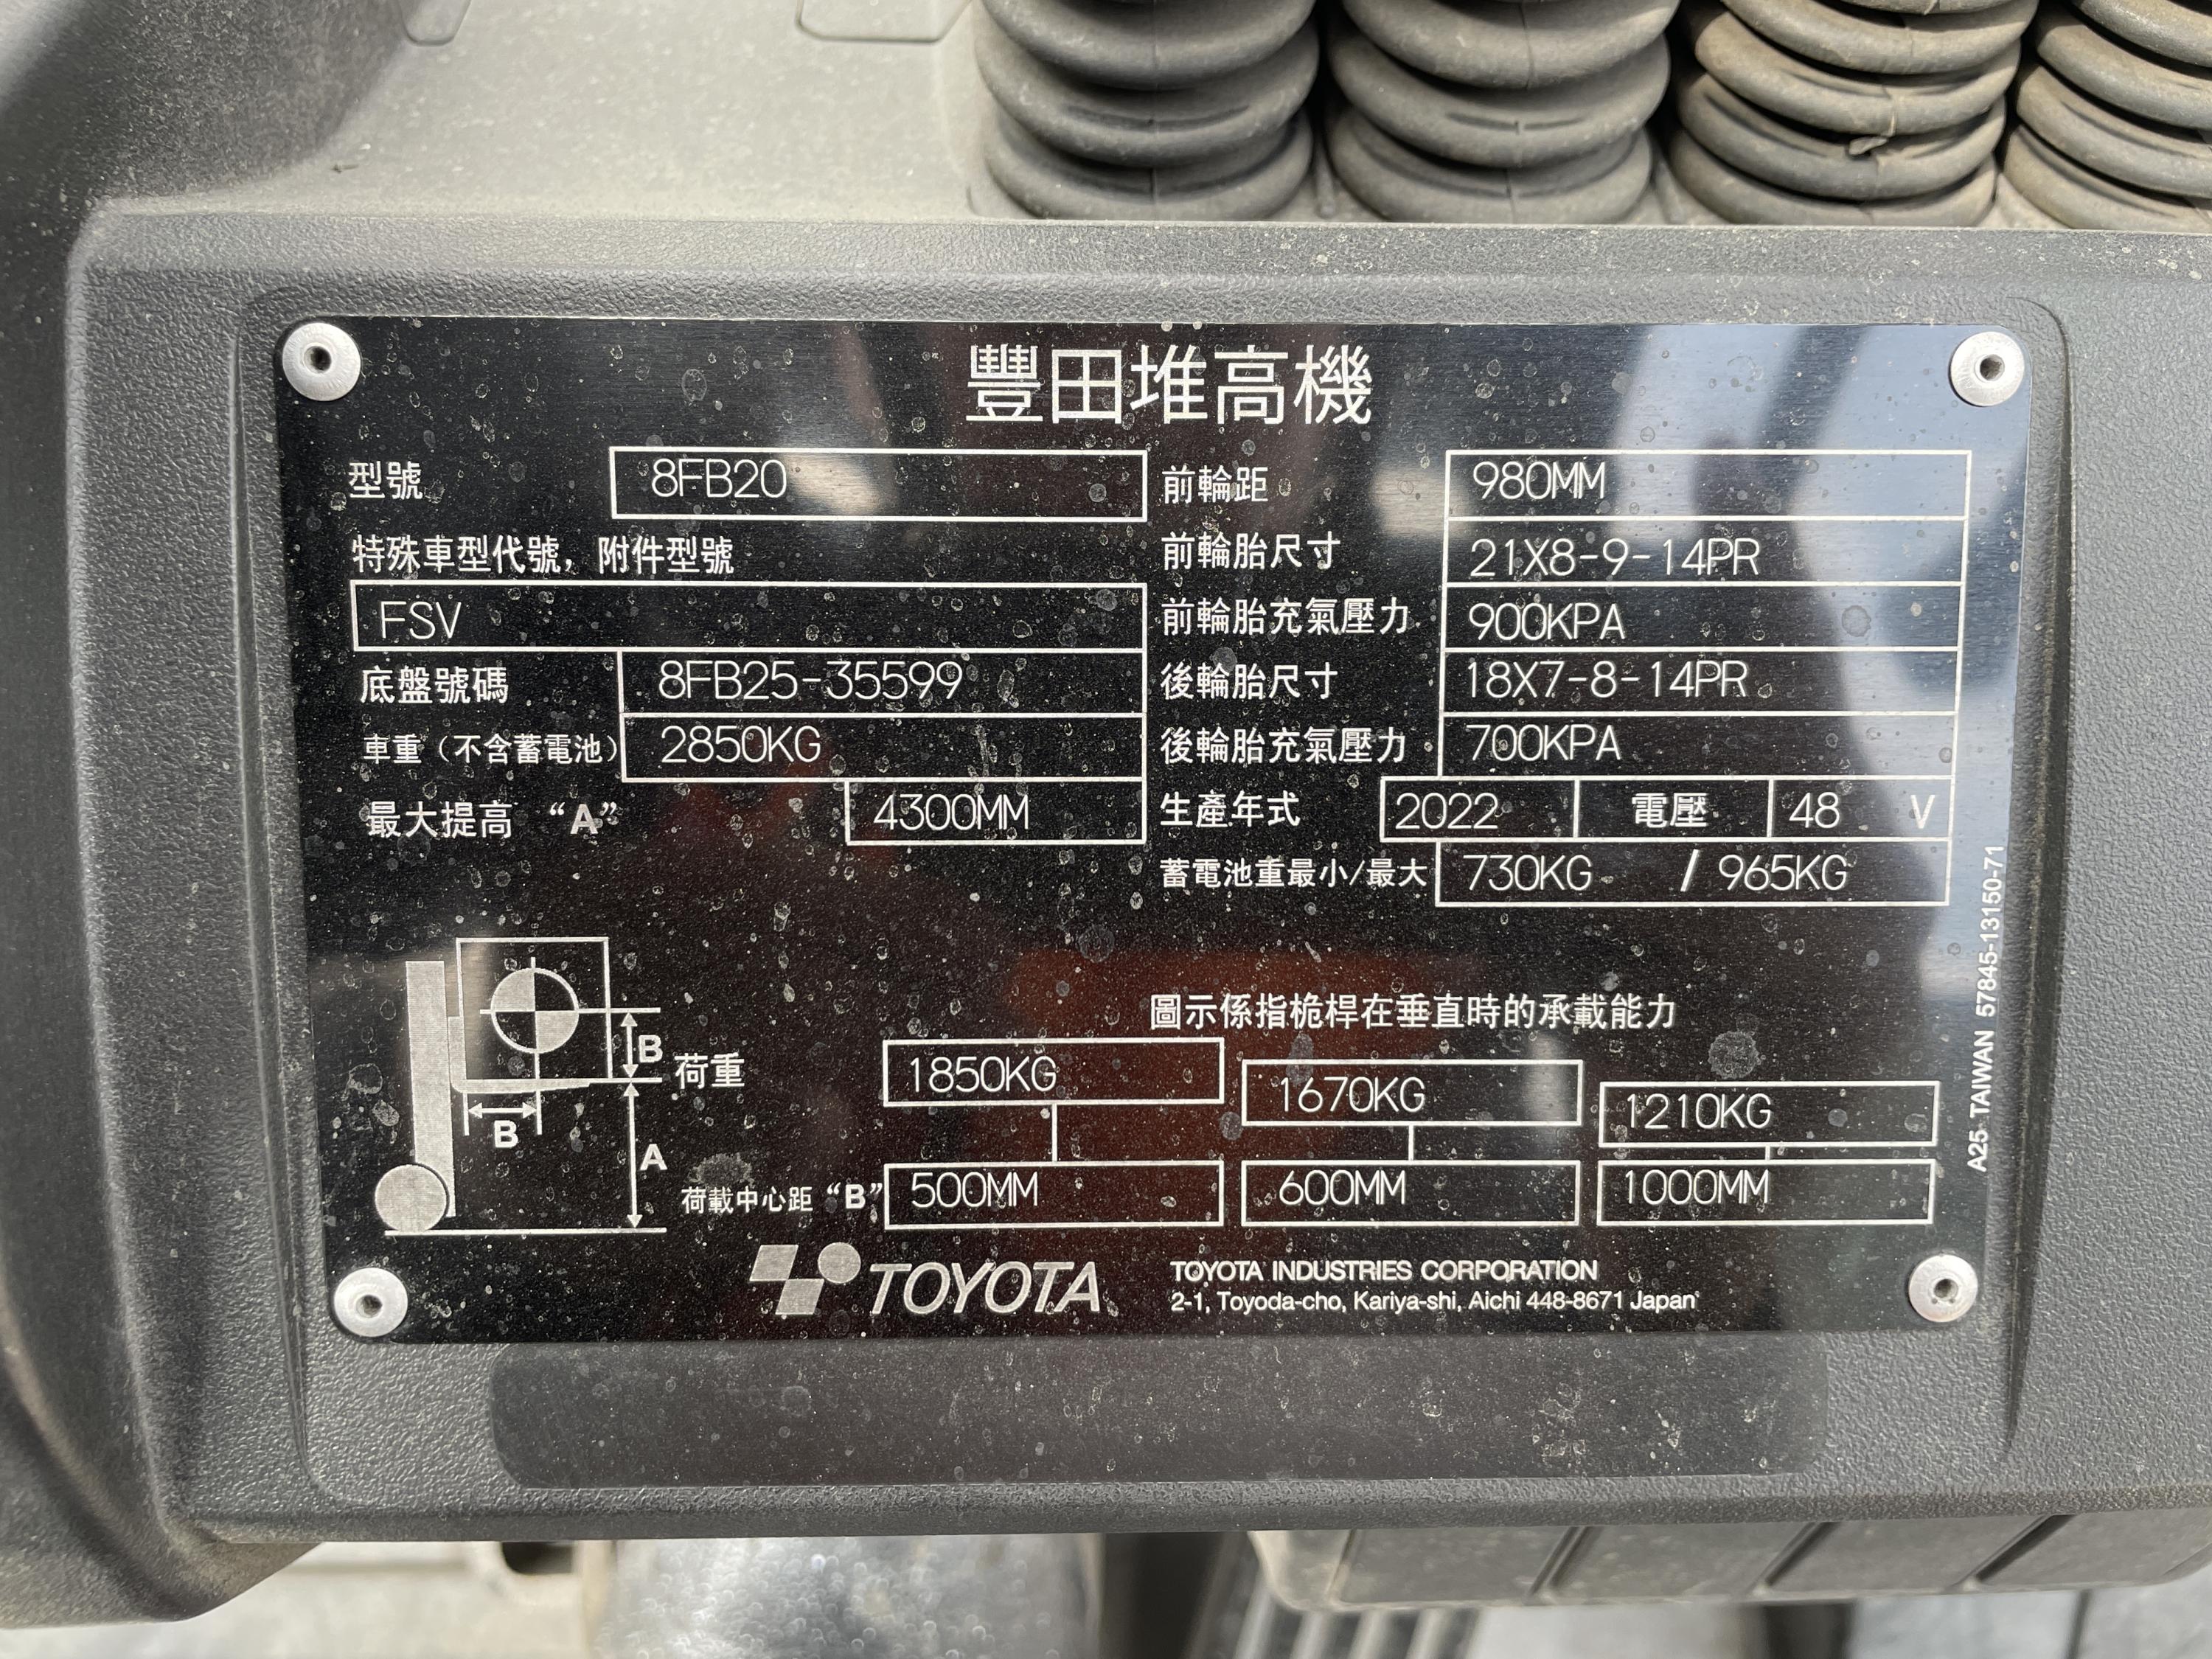 豐田堆高機
型號 8FB20
特殊車型代號，附件型號
FSV
底盤號碼 8FB25-35599
車重（不含蓄電池） 2850KG
最大提高 “A” 4300MM
前輪距 980MM
前輪胎尺寸 21X8-9-14PR
前輪胎充氣壓力 900KPA
後輪胎尺寸 18X7-8-14PR
後輪胎充氣壓力 700KPA
生產年式 2022 電壓 48 V
蓄電池重最小/最大 730KG / 965KG
圖示係指桅桿在垂直時的承載能力
B
B
A
荷重 1850KG 1670KG 1210KG
荷載中心距 “B” 500MM 600MM 1000MM
TOYOTA
TOYOTA INDUSTRIES CORPORATION
2-1, Toyoda-cho, Kariya-shi, Aichi 448-8671 Japan
A25 TAIWAN 57845-13150-71